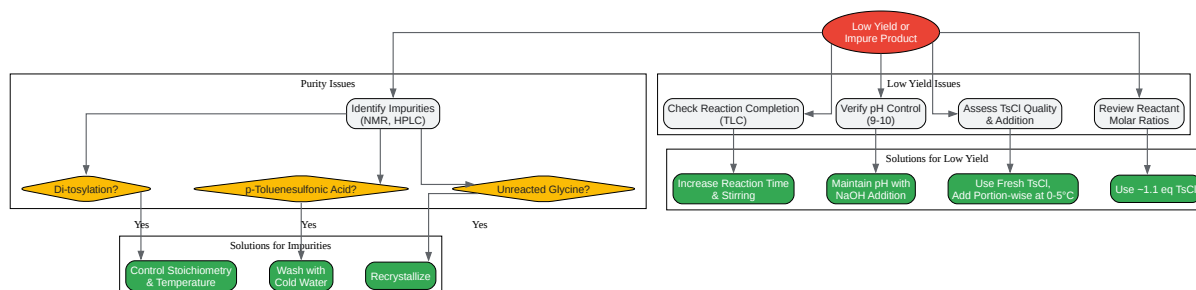 Low Yield or
Impure Product
Purity Issues
Identify Impurities
(NMR, HPLC)
Di-tosylation?
p-Toluenesulfonic Acid?
Unreacted Glycine?
Yes
Yes
Yes
Solutions for Impurities
Control Stoichiometry
& Temperature
Wash with
Cold Water
Recrystallize
Low Yield Issues
Check Reaction Completion
(TLC)
Verify pH Control
(9-10)
Assess TsCl Quality
& Addition
Review Reactant
Molar Ratios
Solutions for Low Yield
Increase Reaction Time
& Stirring
Maintain pH with
NaOH Addition
Use Fresh TsCl,
Add Portion-wise at 0-5°C
Use ~1.1 eq TsCl